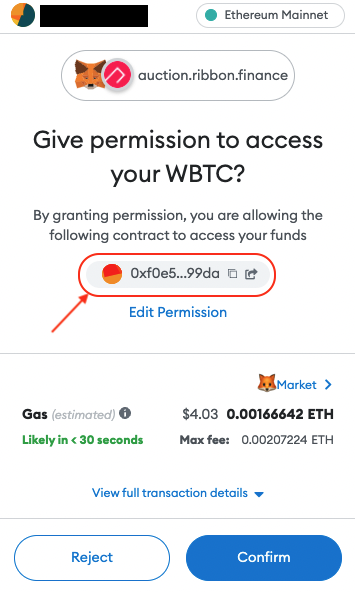 Ethereum Mainnet
auction.ribbon.finance
Give permission to access
your WBTC?
By granting permission, you are allowing the
following contract to access your funds
0xf0e5...99da
Edit Permission
Market
Gas (estimated) $4.03 0.00166642 ETH
Likely in < 30 seconds Max fee: 0.00207224 ETH
View full transaction details
Reject Confirm